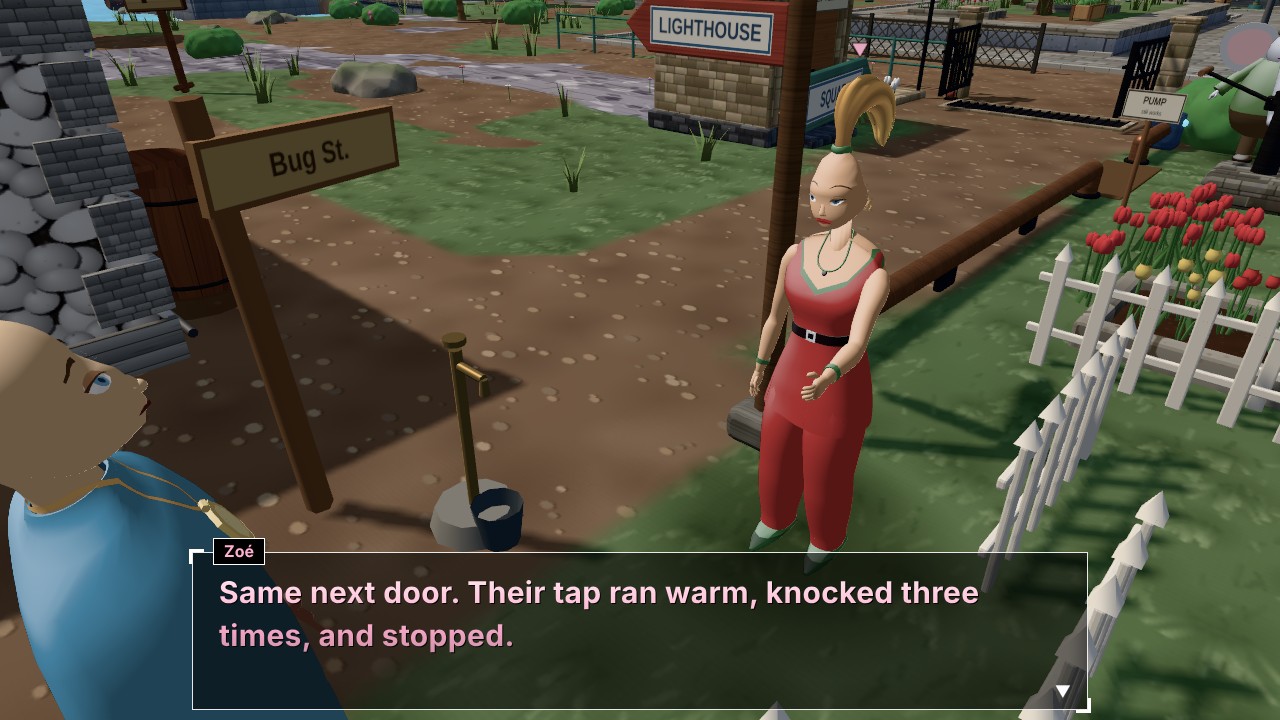 LIGHTHOUSE
Bug St.
PUMP
Zoé
Same next door. Their tap ran warm, knocked three
times, and stopped.